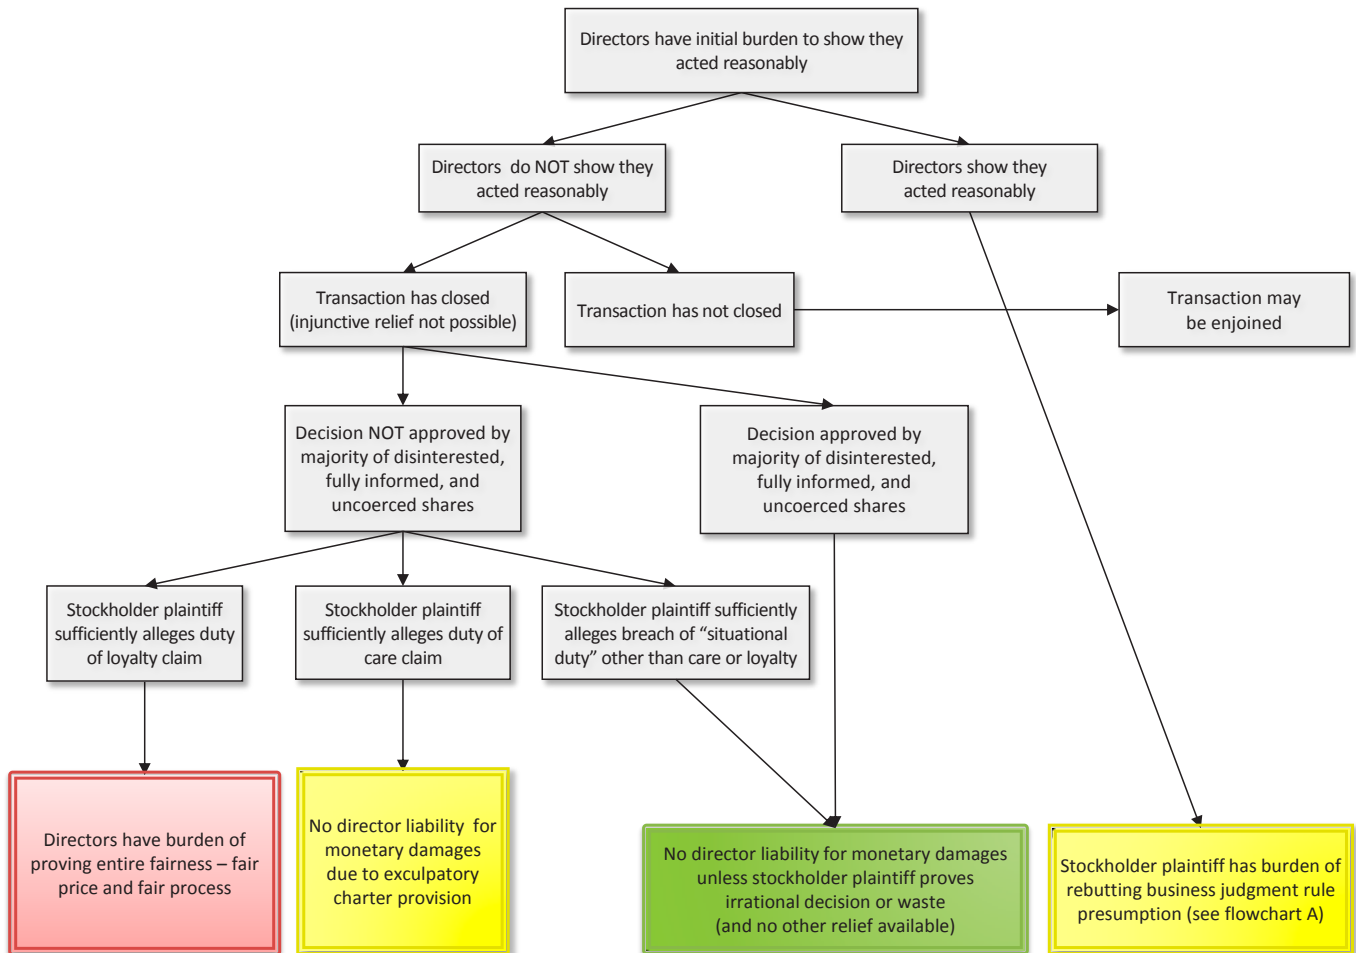 Directors have initial burden to show they
acted reasonably
Directors do NOT show they
acted reasonably
Directors show they
acted reasonably
Transaction has closed
(injunctive relief not possible)
Transaction has not closed
Transaction may
be enjoined
Decision NOT approved by
majority of disinterested,
fully informed, and
uncoerced shares
Decision approved by
majority of disinterested,
fully informed, and
uncoerced shares
Stockholder plaintiff
sufficiently alleges duty
of loyalty claim
Stockholder plaintiff
sufficiently alleges duty of
care claim
Stockholder plaintiff sufficiently
alleges breach of “situational
duty” other than care or loyalty
Directors have burden of
proving entire fairness – fair
price and fair process
No director liability for
monetary damages
due to exculpatory
charter provision
No director liability for monetary damages
unless stockholder plaintiff proves
irrational decision or waste
(and no other relief available)
Stockholder plaintiff has burden of
rebutting business judgment rule
presumption (see flowchart A)